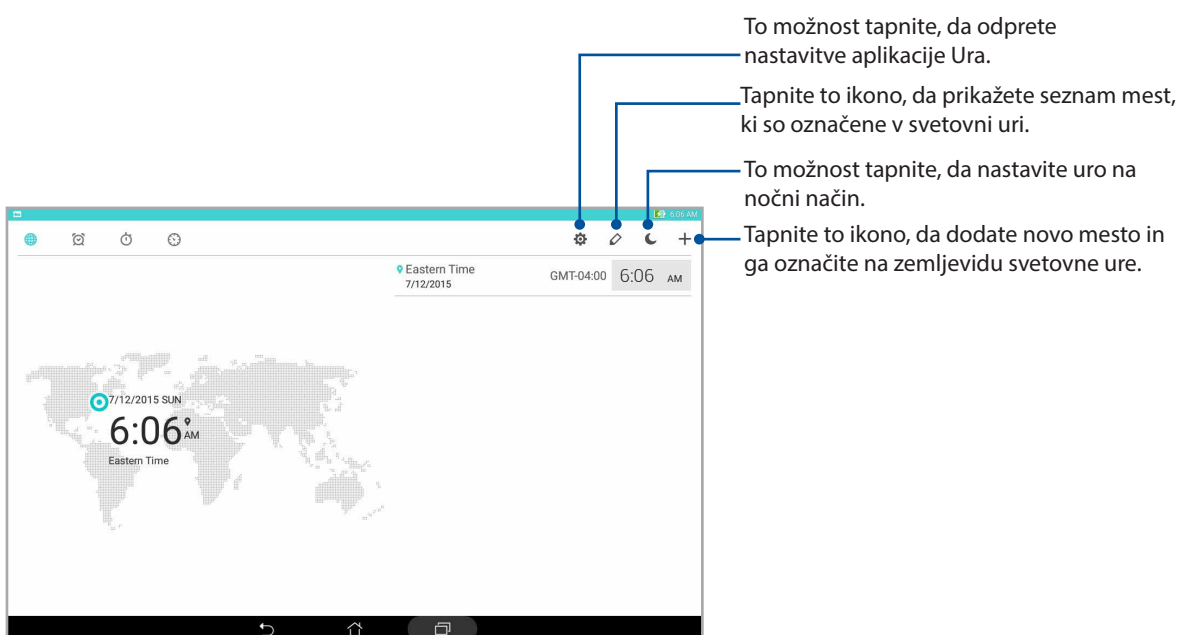 To možnost tapnite, da odprete
nastavitve aplikacije Ura.
Tapnite to ikono, da prikažete seznam mest,
ki so označene v svetovni uri.
To možnost tapnite, da nastavite uro na
nočni način.
Tapnite to ikono, da dodate novo mesto in
ga označite na zemljevidu svetovne ure.
6:06 AM
Eastern Time
7/12/2015
GMT-04:00 6:06 AM
7/12/2015 SUN
6:06 AM
Eastern Time